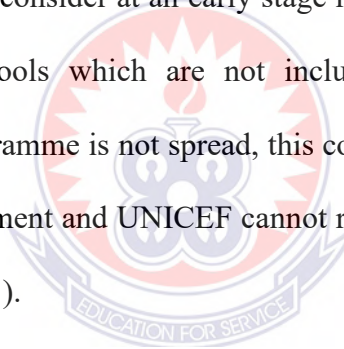 consider at an early stage
ools which are not inclu
ramme is not spread, this co
ment and UNICEF cannot
).
EDUCATION FOR SERVICE